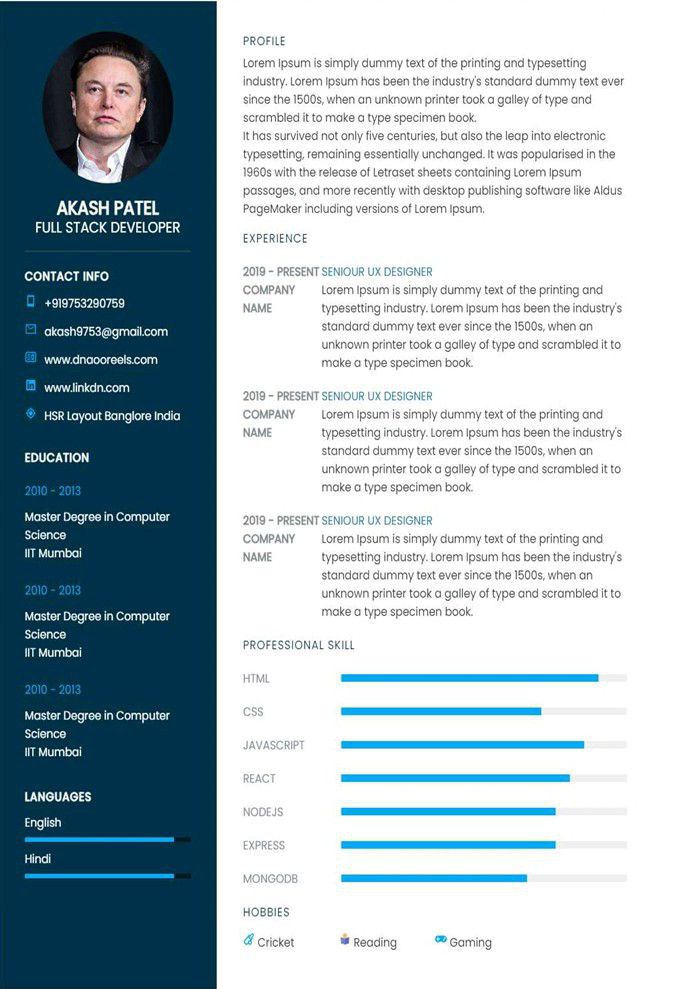 AKASH PATEL
FULL STACK DEVELOPER
CONTACT INFO
+919753290759
akash9753@gmail.com
www.dnaooreels.com
www.linkdn.com
HSR Layout Banglore India
EDUCATION
2010 - 2013
Master Degree in Computer
Science
IIT Mumbai
2010 - 2013
Master Degree in Computer
Science
IIT Mumbai
2010 - 2013
Master Degree in Computer
Science
IIT Mumbai
LANGUAGES
English
Hindi
PROFILE
Lorem Ipsum is simply dummy text of the printing and typesetting
industry. Lorem Ipsum has been the industry's standard dummy text ever
since the 1500s, when an unknown printer took a galley of type and
scrambled it to make a type specimen book.
It has survived not only five centuries, but also the leap into electronic
typesetting, remaining essentially unchanged. It was popularised in the
1960s with the release of Letraset sheets containing Lorem Ipsum
passages, and more recently with desktop publishing software like Aldus
PageMaker including versions of Lorem Ipsum.
EXPERIENCE
2019 - PRESENT SENIOUR UX DESIGNER
COMPANY
NAME
Lorem Ipsum is simply dummy text of the printing and
typesetting industry. Lorem Ipsum has been the industry's
standard dummy text ever since the 1500s, when an
unknown printer took a galley of type and scrambled it to
make a type specimen book.
2019 - PRESENT SENIOUR UX DESIGNER
COMPANY
NAME
Lorem Ipsum is simply dummy text of the printing and
typesetting industry. Lorem Ipsum has been the industry's
standard dummy text ever since the 1500s, when an
unknown printer took a galley of type and scrambled it to
make a type specimen book.
2019 - PRESENT SENIOUR UX DESIGNER
COMPANY
NAME
Lorem Ipsum is simply dummy text of the printing and
typesetting industry. Lorem Ipsum has been the industry's
standard dummy text ever since the 1500s, when an
unknown printer took a galley of type and scrambled it to
make a type specimen book.
PROFESSIONAL SKILL
HTML
CSS
JAVASCRIPT
REACT
NODEJS
EXPRESS
MONGODB
HOBBIES
Cricket
Reading
Gaming